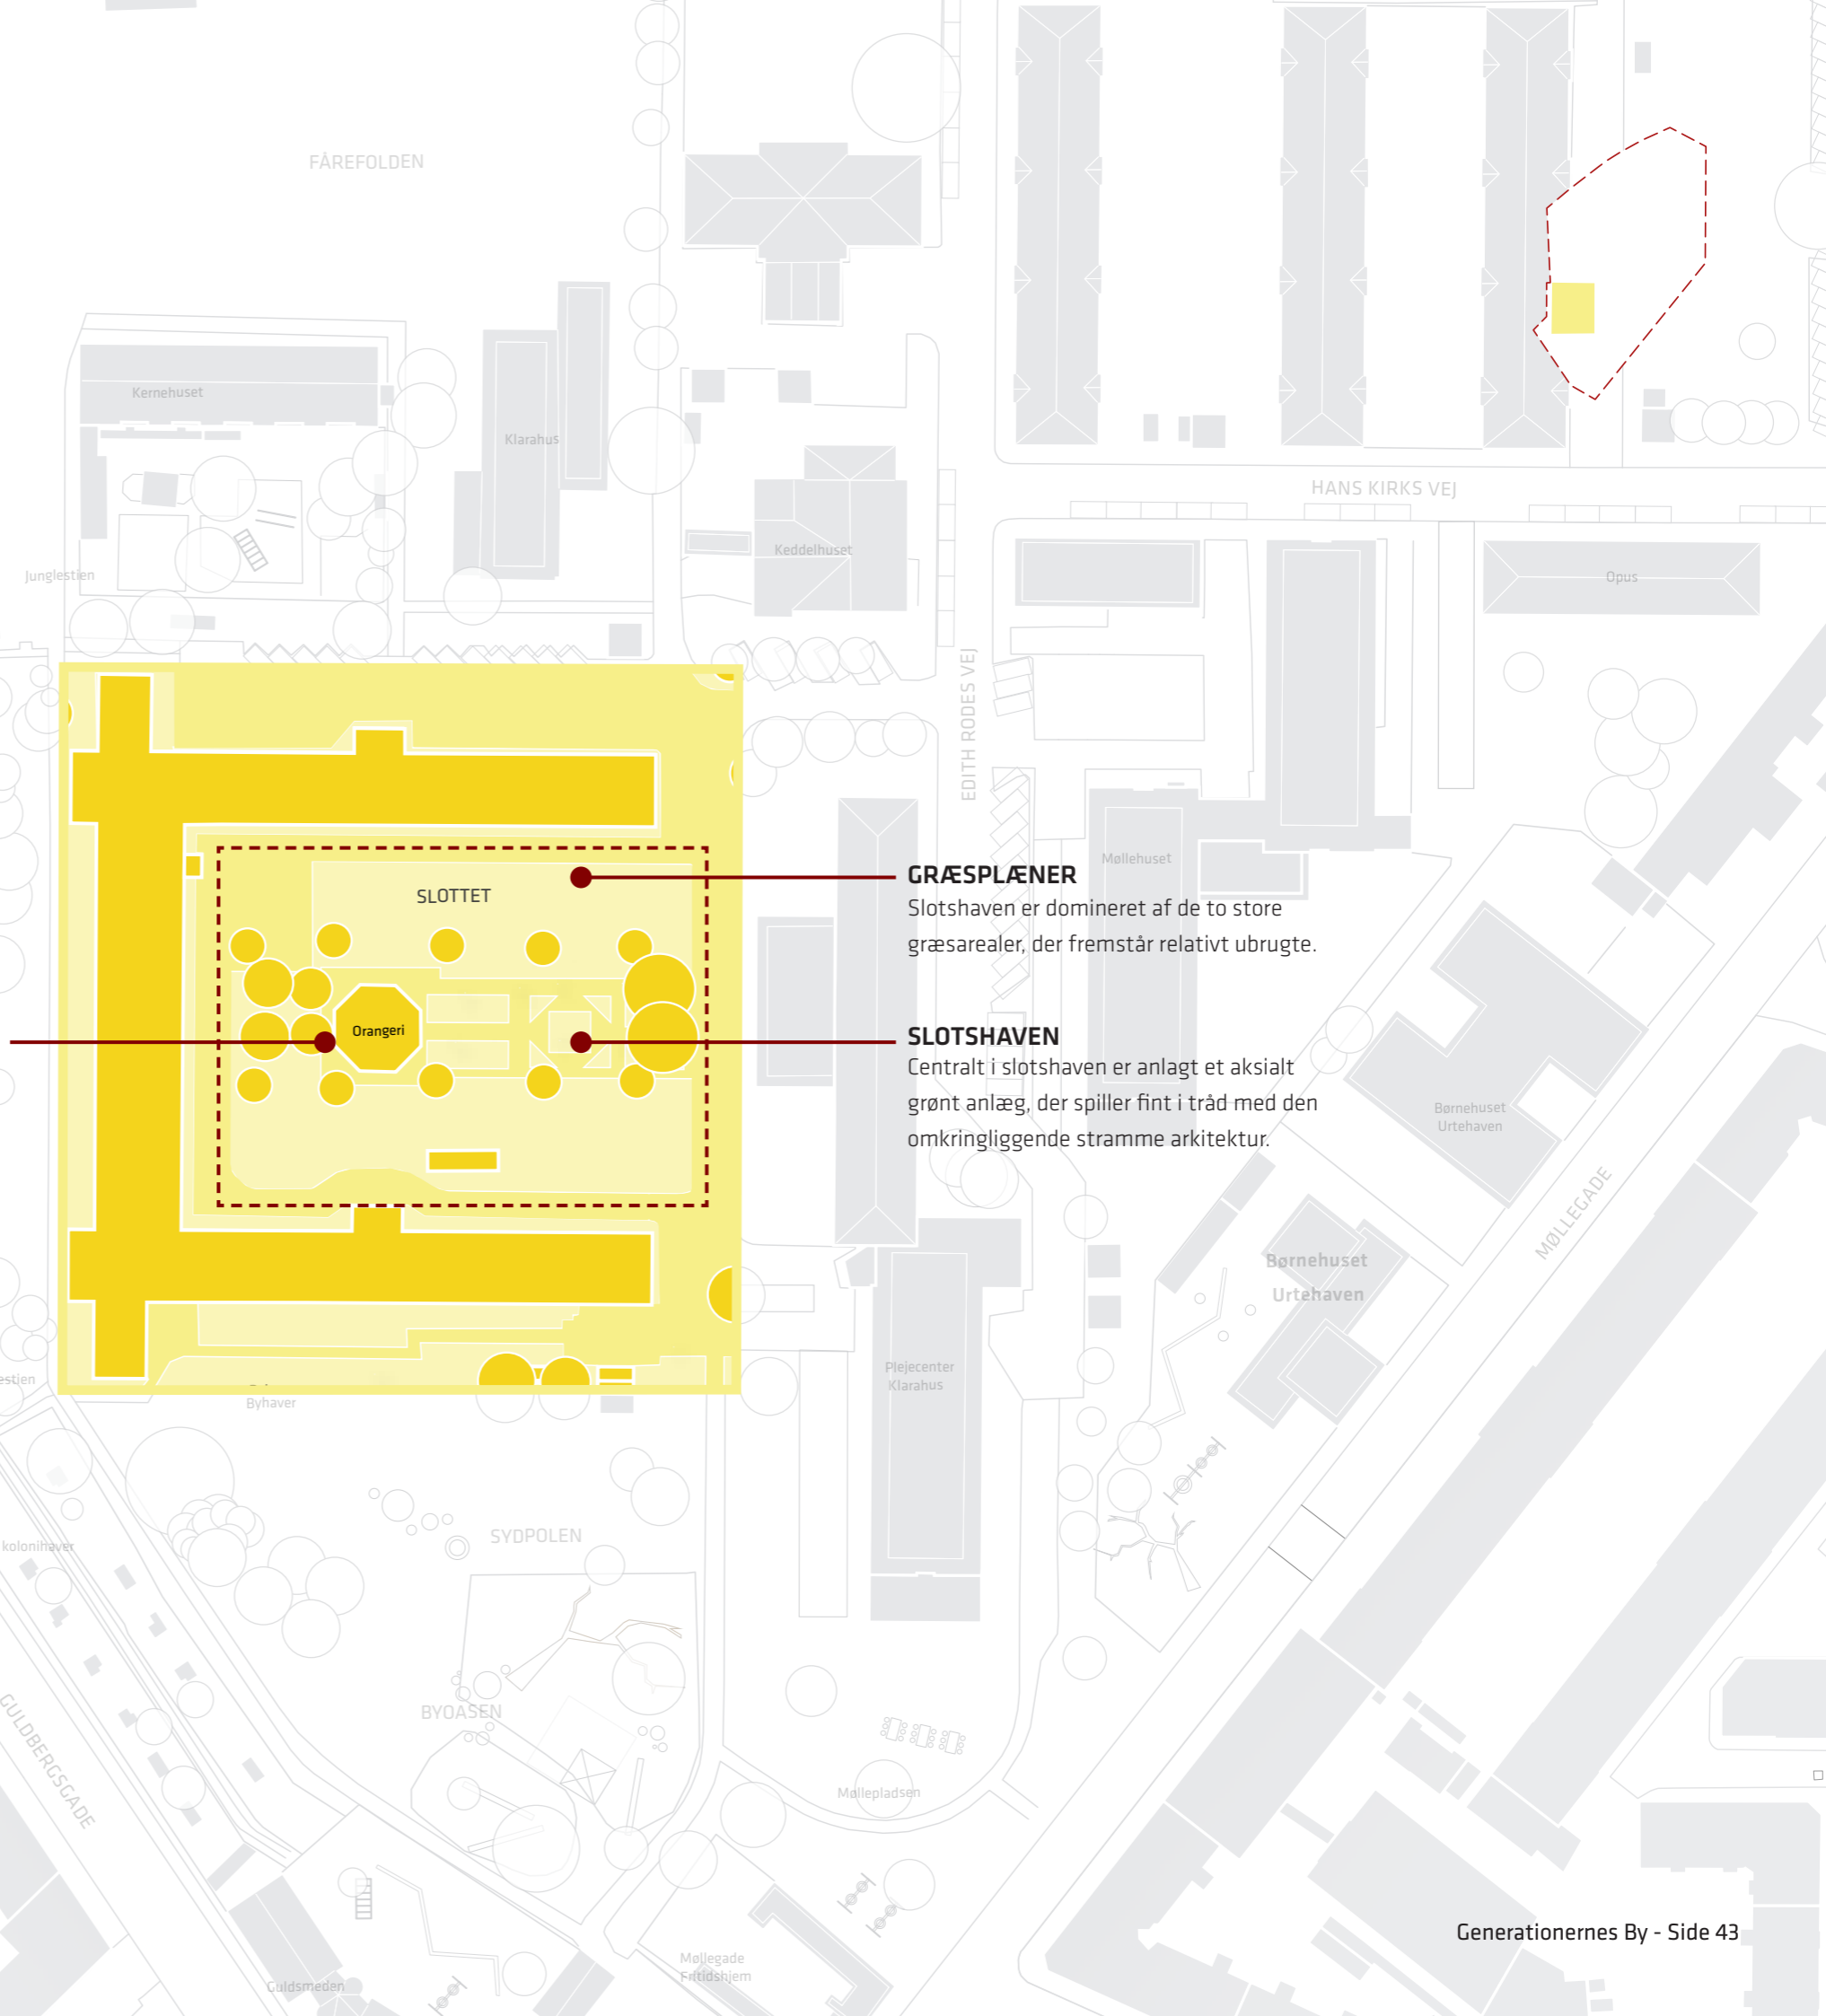 FÅREFOLDEN
Kernehuset
Klarahus
HANS KIRKS VEJ
Keddelhuset
Junglestien
Opus
EDITH RODES VEJ
Møllehuset
GRÆSPLÆNER
Slotshaven er domineret af de to store
græsarealer, der fremstår relativt ubrugte.
SLOTTET
Orangeri
SLOTSHAVEN
Centralt i slotshaven er anlagt et aksialt
grønt anlæg, der spiller fint i tråd med den
omkringliggende stramme arkitektur.
Børnehuset
Urtehaven
MØLLEGADE
Børnehuset
Urtehaven
Plejecenter
Klarahus
estien
Byhaver
SYDPOLEN
kolonihaver
BYOASEN
GULDBERGSGADE
Møllepladsen
Generationernes By - Side 43
Møllegade
Fritidshjem
Guldsmeden